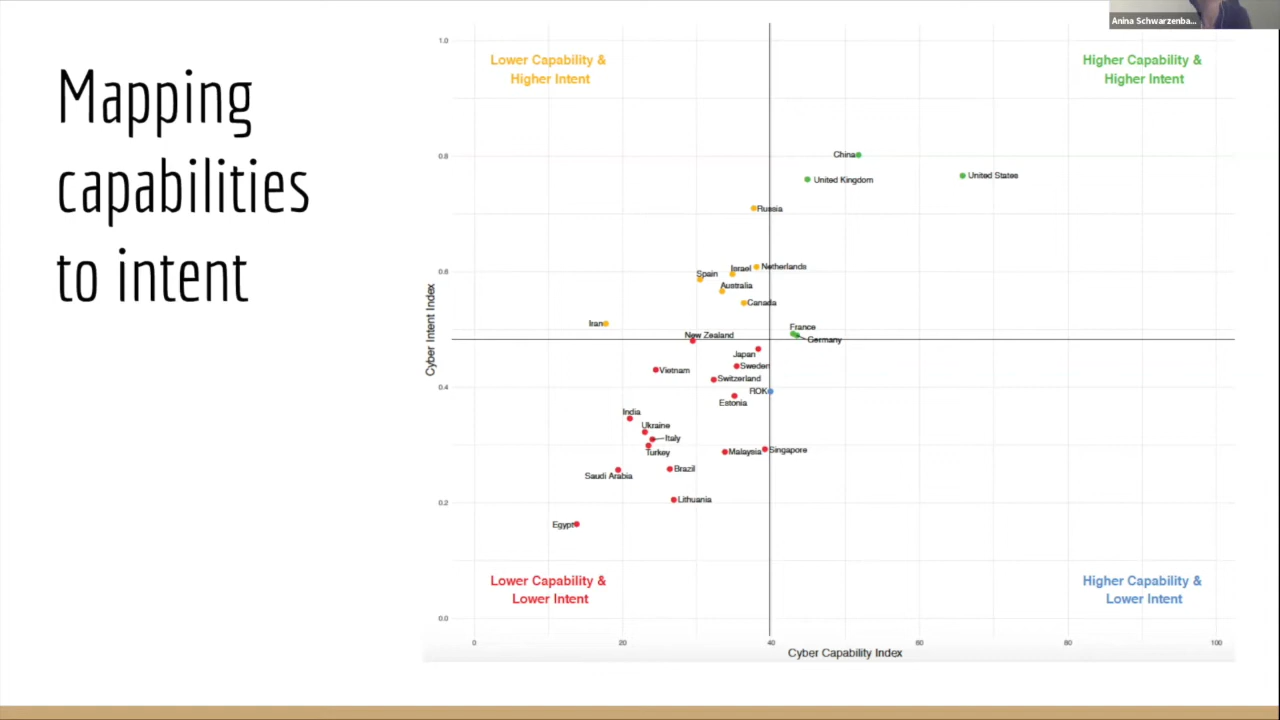 Anina Schwarzenba...
Mapping
capabilities
to intent
Lower Capability &
Higher Intent
Higher Capability &
Higher Intent
1.0
0.8
0.6
0.4
0.2
0.0
Cyber Intent Index
China
United Kingdom
United States
Russia
Spain
Israel
Netherlands
Australia
Canada
Iran
France
New Zealand
Germany
Japan
Sweden
Vietnam
Switzerland
ROK
Estonia
India
Ukraine
Italy
Turkey
Malaysia
Singapore
Saudi Arabia
Brazil
Lithuania
Egypt
Lower Capability &
Lower Intent
Higher Capability &
Lower Intent
0
20
40
60
80
100
Cyber Capability Index